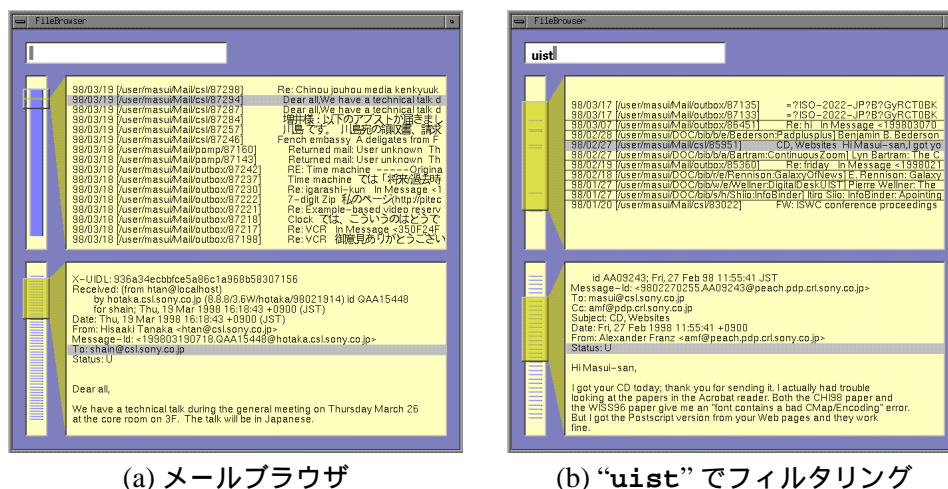 FileBrowser
98/03/19 [/user/masui/Mail/csl/87298] Re: Chinou jouhou media kenkyuuk
98/03/19 [/user/masui/Mail/csl/87294] Dear all,We have a technical talk d
98/03/19 [/user/masui/Mail/csl/87287] Dear all,We have a technical talk d
98/03/19 [/user/masui/Mail/csl/87284] 増井様：以下のアブストが届きまし
98/03/19 [/user/masui/Mail/csl/87257] 川島 です。 川島宛の領収書、請求
98/03/19 [/user/masui/Mail/csl/87246] Fench embassy A deligates from F
98/03/19 [/user/masui/Mail/pomp/87160] Returned mail: User unknown
98/03/19 [/user/masui/Mail/pomp/87143] Returned mail: User unknown Th
98/03/18 [/user/masui/Mail/outbox/87242] RE: Time machine -----Origina
98/03/18 [/user/masui/Mail/outbox/87237] Time machine では「将来/過去時
98/03/18 [/user/masui/Mail/outbox/87230] Re: igarashi-kun In Message <1
98/03/18 [/user/masui/Mail/outbox/87222] 7-digit Zip 私のページ(http://pitec
98/03/18 [/user/masui/Mail/outbox/87221] Re: Example-based video reserv
98/03/18 [/user/masui/Mail/outbox/87218] Clock では、こういうのはどうで
98/03/18 [/user/masui/Mail/outbox/87217] Re: VCR In Message <350F24F
98/03/18 [/user/masui/Mail/outbox/87198] Re: VCR 御意見ありがとうござい
X-UIDL: 936a34ecbbfce5a86c1a968b58307156
Received: (from htan@localhost)
by hotaka.csl.sony.co.jp (8.8.8/3.6W/hotaka/98021914) id QAA15448
for shain; Thu, 19 Mar 1998 16:18:43 +0900 (JST)
Date: Thu, 19 Mar 1998 16:18:43 +0900 (JST)
From: Hisaaki Tanaka <htan@csl.sony.co.jp>
Message-Id: <199803190718.QAA15448@hotaka.csl.sony.co.jp>
To: shain@csl.sony.co.jp
Status: U
Dear all,
We have a technical talk during the general meeting on Thursday March 26
at the core room on 3F. The talk will be in Japanese.
(a) メールブラウザ
FileBrowser
uist
98/03/17 [/user/masui/Mail/outbox/87135] =?ISO-2022-JP?B?GyRCT0BK
98/03/17 [/user/masui/Mail/outbox/87133] =?ISO-2022-JP?B?GyRCT0BK
98/03/07 [/user/masui/Mail/outbox/86451] Re: hi In Message <199803070
98/02/28 [/user/masui/DOC/bib/b/e/Bederson:Padplusplus] Benjamin B. Bederson
98/02/27 [/user/masui/Mail/csl/85951] CD, Websites Hi Masui-san,I got yo
98/02/27 [/user/masui/DOC/bib/b/a/Bartram:ContinuousZoom] Lyn Bartram: The C
98/02/19 [/user/masui/Mail/outbox/85360] Re: friday In Message <1998021
98/02/18 [/user/masui/DOC/bib/r/e/Rennison:GalaxyOfNews] E. Rennison: Galaxy
98/01/27 [/user/masui/DOC/bib/w/e/Wellner:DigitalDeskUIST] Pierre Wellner: The
98/01/27 [/user/masui/DOC/bib/s/h/Shiio:InfoBinder] Itiro Siio: InfoBinder: Apointing
98/01/20 [/user/masui/Mail/csl/83022] FW: ISWC conference proceedings
id AA09243; Fri, 27 Feb 98 11:55:41 JST
Message-Id: <9802270255.AA09243@peach.pdp.crl.sony.co.jp>
To: masui@csl.sony.co.jp
Cc: amf@pdp.crl.sony.co.jp
Subject: CD, Websites
Date: Fri, 27 Feb 1998 11:55:41 +0900
From: Alexander Franz <amf@peach.pdp.crl.sony.co.jp>
Status: U
Hi Masui-san,
I got your CD today; thank you for sending it. I actually had trouble
looking at the papers in the Acrobat reader. Both the CHI98 paper and
the WISS96 paper give me an "font contains a bad CMap/Encoding" error.
But I got the Postscript version from your Web pages and they work
fine.
(b) “uist” でフィルタリング